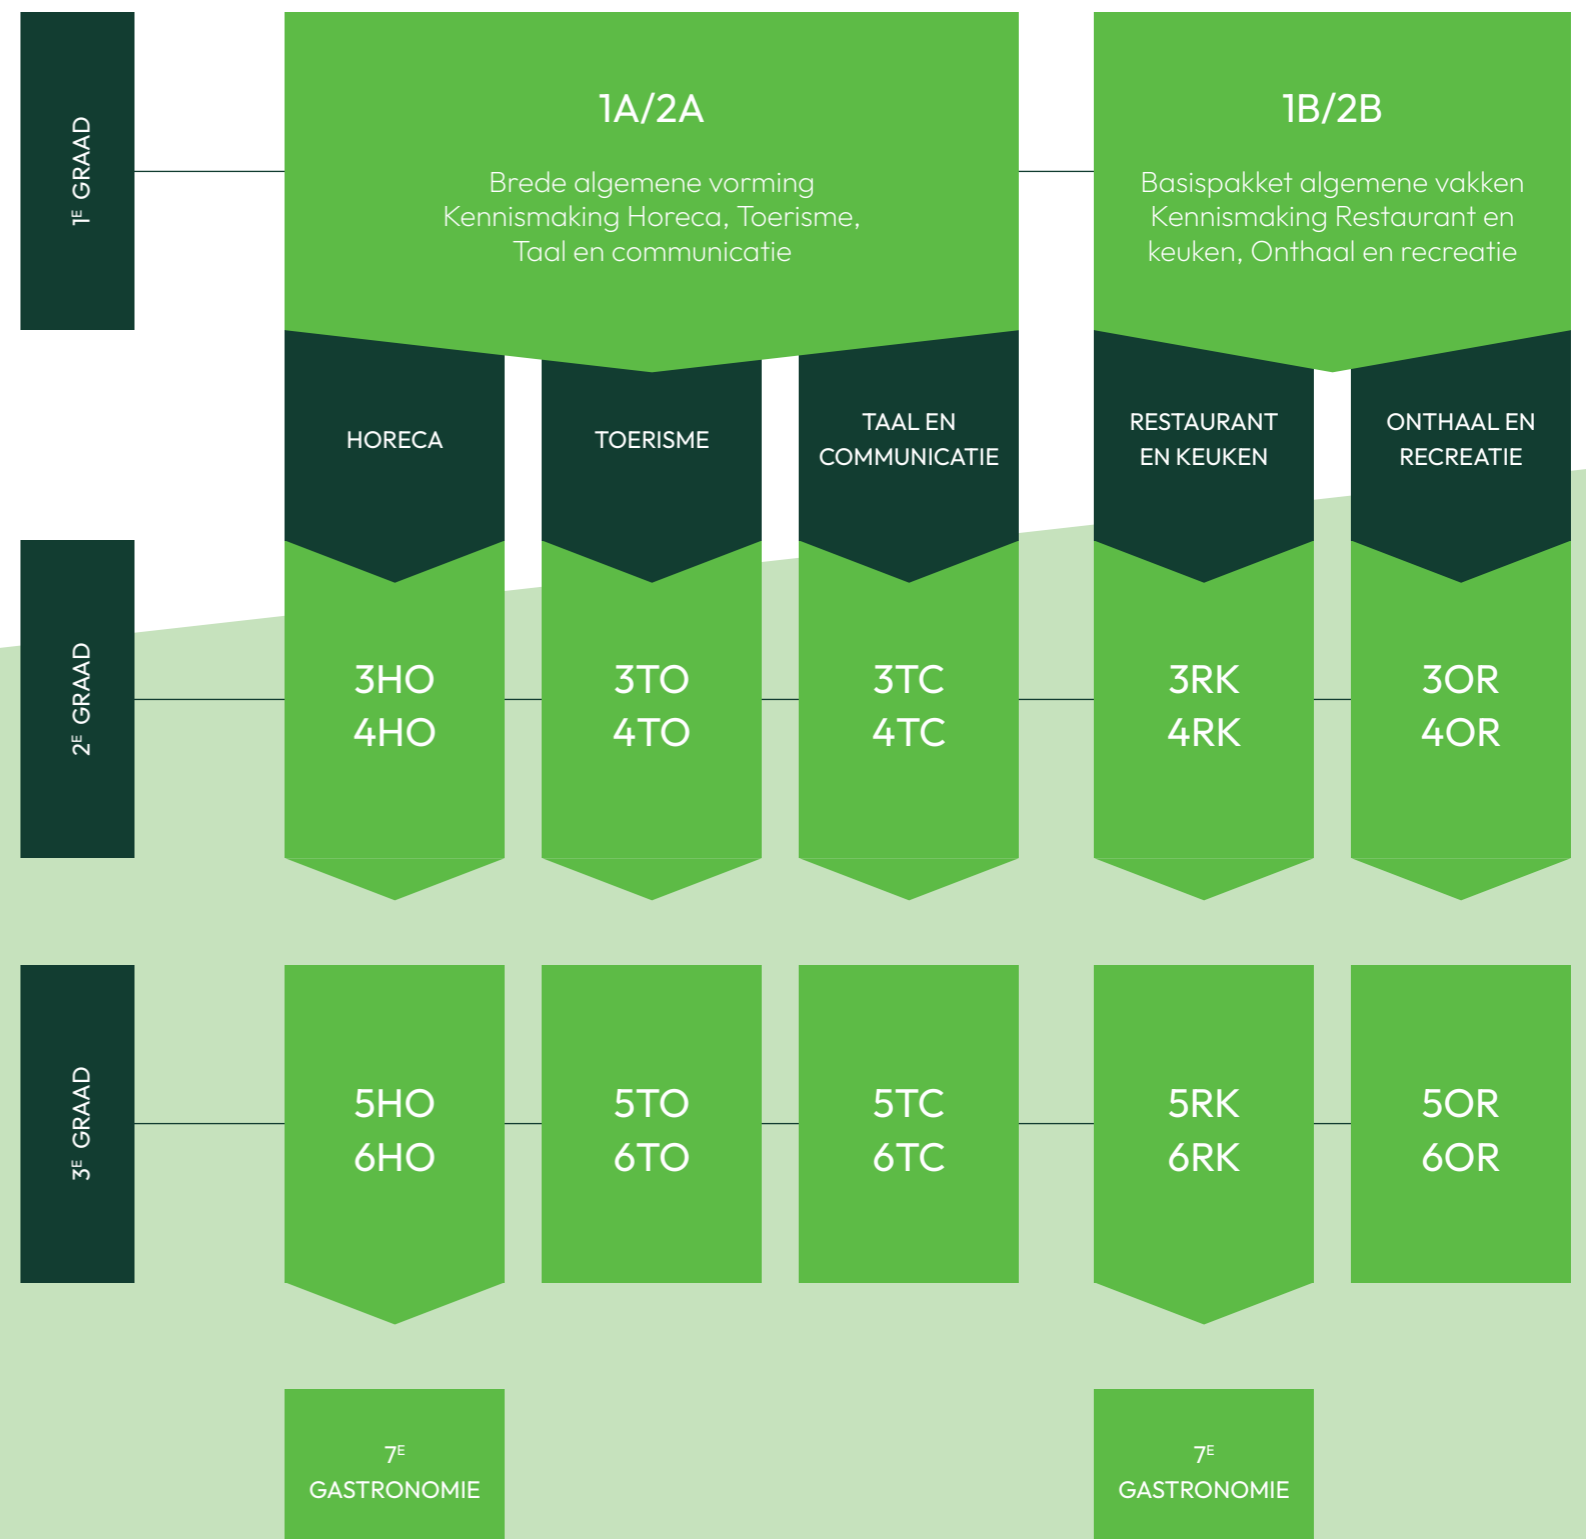 1E GRAAD
1A/2A
Brede algemene vorming
Kennismaking Horeca, Toerisme,
Taal en communicatie
1B/2B
Basispakket algemene vakken
Kennismaking Restaurant en
keuken, Onthaal en recreatie
HORECA
TOERISME
TAAL EN
COMMUNICATIE
RESTAURANT
EN KEUKEN
ONTHAAL EN
RECREATIE
2E GRAAD
3HO
4HO
3TO
4TO
3TC
4TC
3RK
4RK
3OR
4OR
3E GRAAD
5HO
6HO
5TO
6TO
5TC
6TC
5RK
6RK
5OR
6OR
7E
GASTRONOMIE
7E
GASTRONOMIE